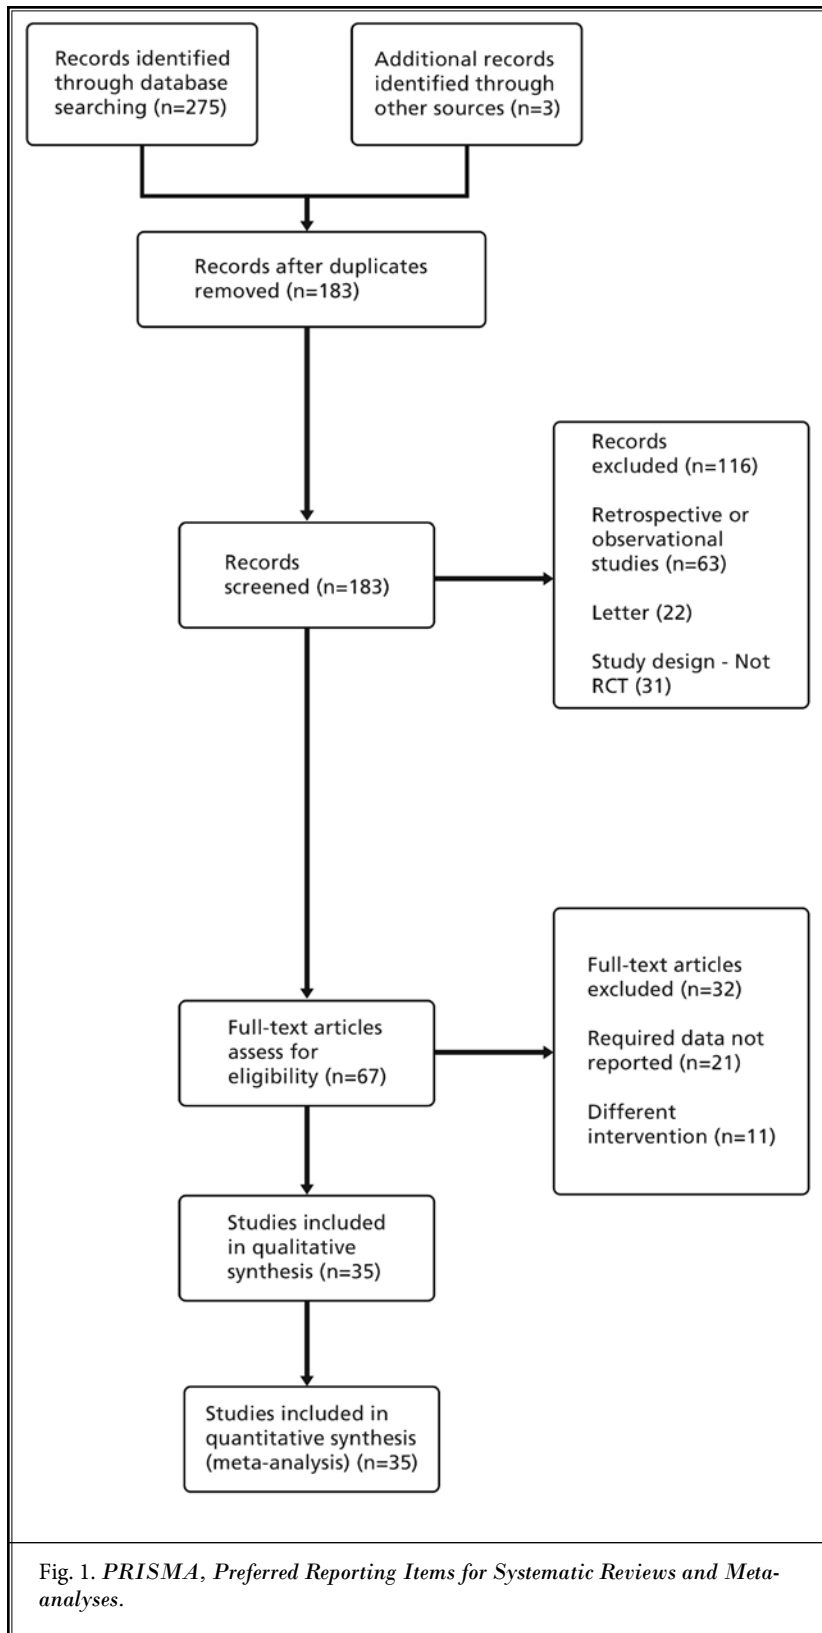 Records identified
through database
searching (n=275)
Additional records
identified through
other sources (n=3)
Records after duplicates
removed (n=183)
Records
screened (n=183)
Records
excluded (n=116)
Retrospective or
observational
studies (n=63)
Letter (22)
Study design - Not
RCT (31)
Full-text articles
assess for
eligibility (n=67)
Full-text articles
excluded (n=32)
Required data not
reported (n=21)
Different
intervention (n=11)
Studies included
in qualitative
synthesis (n=35)
Studies included in
quantitative synthesis
(meta-analysis) (n=35)
Fig. 1. PRISMA, Preferred Reporting Items for Systematic Reviews and Meta-
analyses.